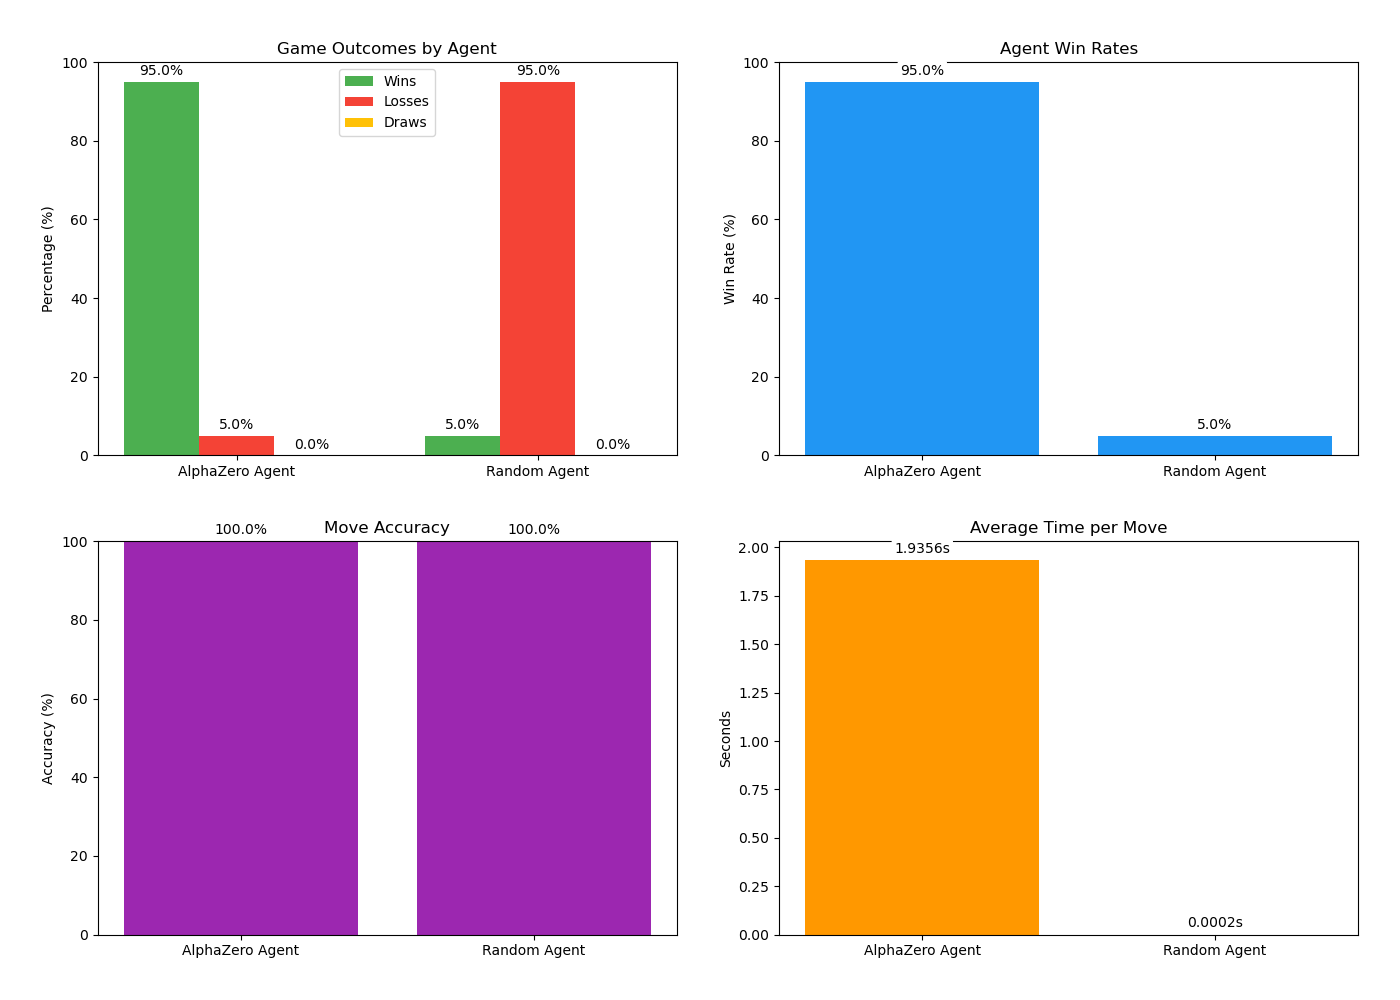 Game Outcomes by Agent
Percentage (%)
100
80
60
40
20
0
95.0%
5.0%
0.0%
5.0%
95.0%
0.0%
Wins
Losses
Draws
AlphaZero Agent
Random Agent
Agent Win Rates
Win Rate (%)
100
80
60
40
20
0
95.0%
5.0%
AlphaZero Agent
Random Agent
Move Accuracy
Accuracy (%)
100
80
60
40
20
0
100.0%
100.0%
AlphaZero Agent
Random Agent
Average Time per Move
Seconds
2.00
1.75
1.50
1.25
1.00
0.75
0.50
0.25
0.00
1.9356s
0.0002s
AlphaZero Agent
Random Agent